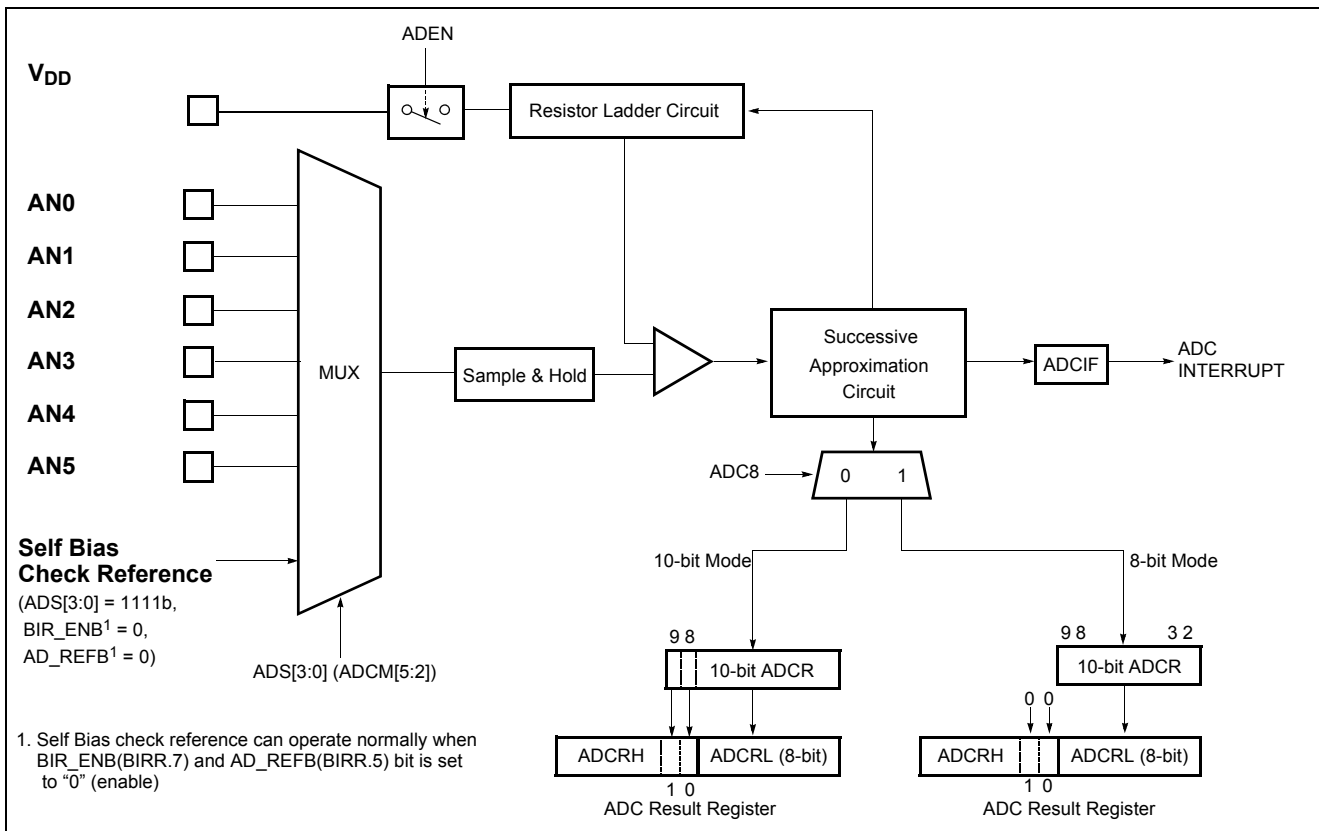 ADEN
VDD
Resistor Ladder Circuit
AN0
AN1
AN2
AN3
AN4
AN5
MUX
Sample & Hold
Successive
Approximation
Circuit
ADCIF
ADC
INTERRUPT
ADC8
0 1
Self Bias
Check Reference
(ADS[3:0] = 1111b,
BIR_ENB1 = 0,
AD_REFB1 = 0)
ADS[3:0] (ADCM[5:2])
10-bit Mode
8-bit Mode
9 8
10-bit ADCR
9 8 3 2
10-bit ADCR
0 0
ADCRH
ADCRL (8-bit)
1 0
ADC Result Register
ADCRH
ADCRL (8-bit)
1 0
ADC Result Register
1. Self Bias check reference can operate normally when
BIR_ENB(BIRR.7) and AD_REFB(BIRR.5) bit is set
to “0” (enable)